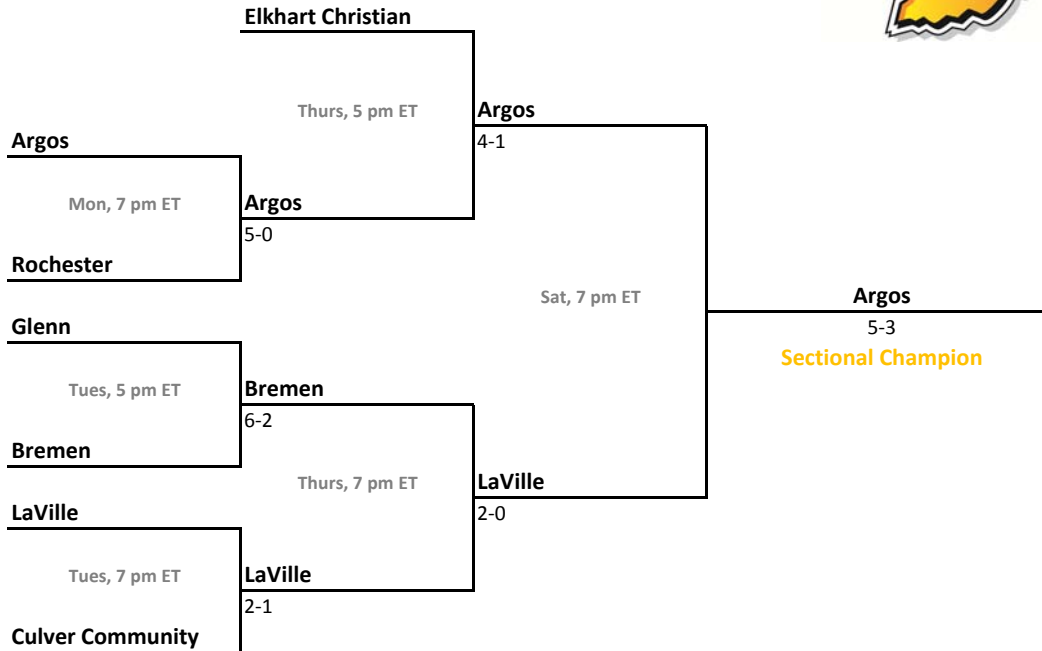 Elkhart Christian
Thurs, 5 pm ET
Argos
4-1
Argos
Mon, 7 pm ET
Argos
5-0
Rochester
Sat, 7 pm ET
Argos
5-3
Sectional Champion
Glenn
Tues, 5 pm ET
Bremen
6-2
Bremen
Thurs, 7 pm ET
LaVille
2-0
LaVille
Tues, 7 pm ET
LaVille
2-1
Culver Community